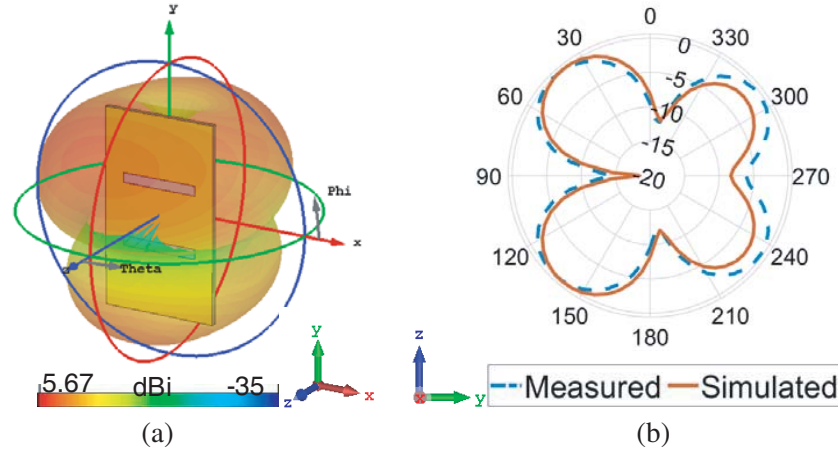 y
Phi
x
Theta
z
5.67 dBi -35
y
x
z
(a)
0
30 330
0
-5
60 300
-10
-15
90 -20 270
120 240
150 210
180
z
x y
Measured Simulated
(b)